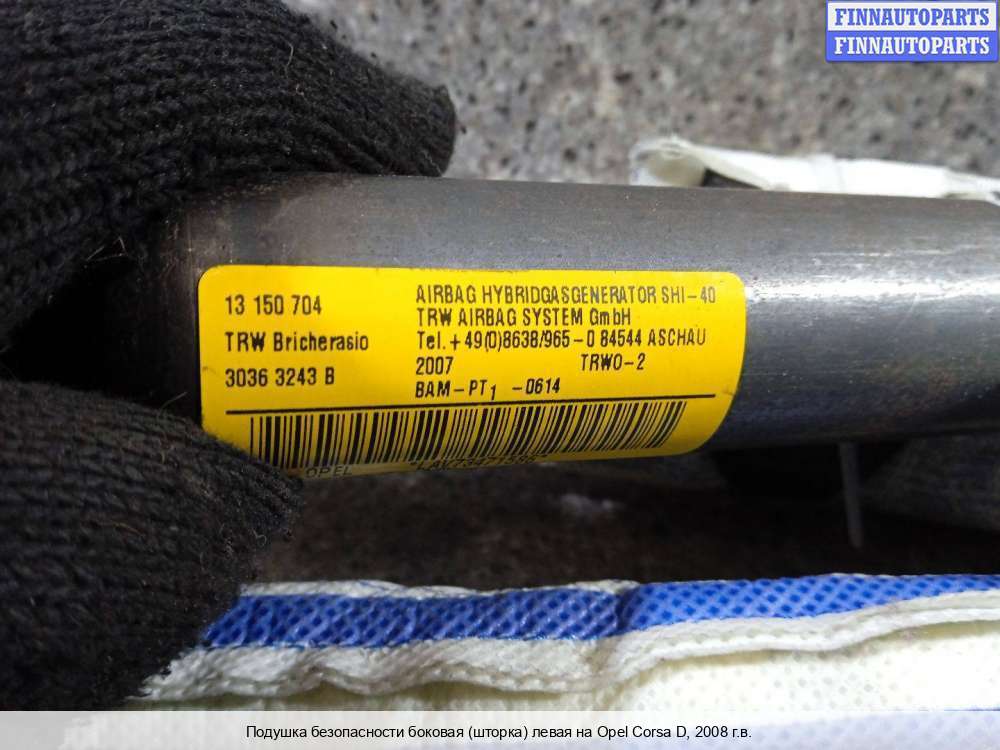 FINNAUTOPARTS
FINNAUTOPARTS
13 150 704
TRW Bricherasio
3036 3243 B
AIRBAG HYBRIDGASGENERATOR SHI-40
TRW AIRBAG SYSTEM GmbH
Tel. + 49(0)8638/965-0 84544 ASCHAU
2007 TRWO-2
BAM-PT1 -0614
OPEL
Подушка безопасности боковая (шторка) левая на Opel Corsa D, 2008 г.в.